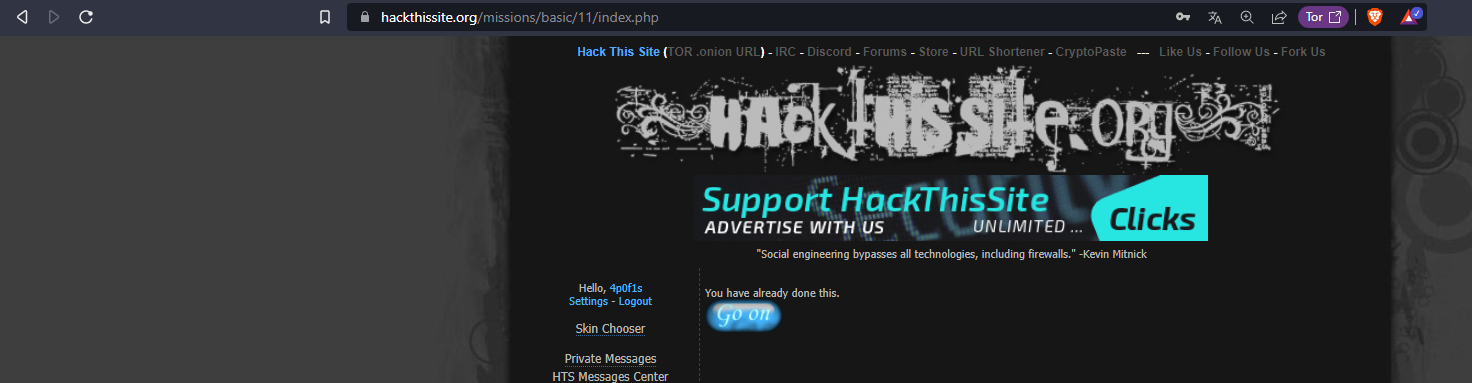 hackthissite.org/missions/basic/11/index.php
Tor
Hack This Site (TOR .onion URL) - IRC - Discord - Forums - Store - URL Shortener - CryptoPaste --- Like Us - Follow Us - Fork Us
HackThisSite.org
Support HackThisSite
ADVERTISE WITH US UNLIMITED ... Clicks
"Social engineering bypasses all technologies, including firewalls." -Kevin Mitnick
Hello, 4p0f1s
Settings - Logout
Skin Chooser
Private Messages
HTS Messages Center
You have already done this.
Go on